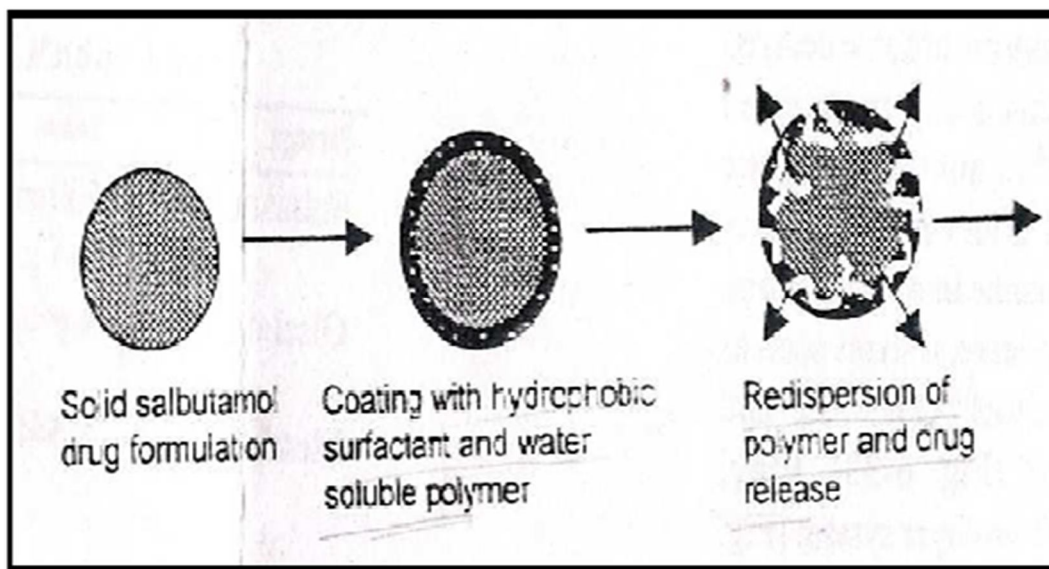 Solid salbutamol
drug formulation
Coating with hydrophobic
surfactant and water
soluble polymer
Redispersion of
polymer and drug
release